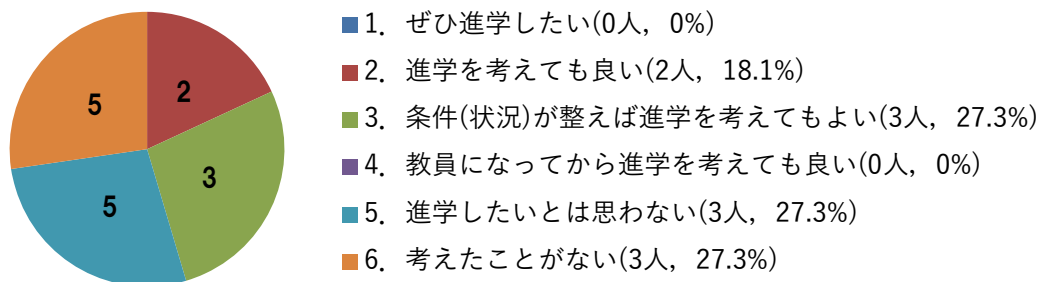 2
3
5
5
1. ぜひ進学したい(0人, 0%)
2. 進学を考えても良い(2人, 18.1%)
3. 条件(状況)が整えば進学を考えてもよい(3人, 27.3%)
4. 教員になってから進学を考えても良い(0人, 0%)
5. 進学したいとは思わない(3人, 27.3%)
6. 考えたことがない(3人, 27.3%)